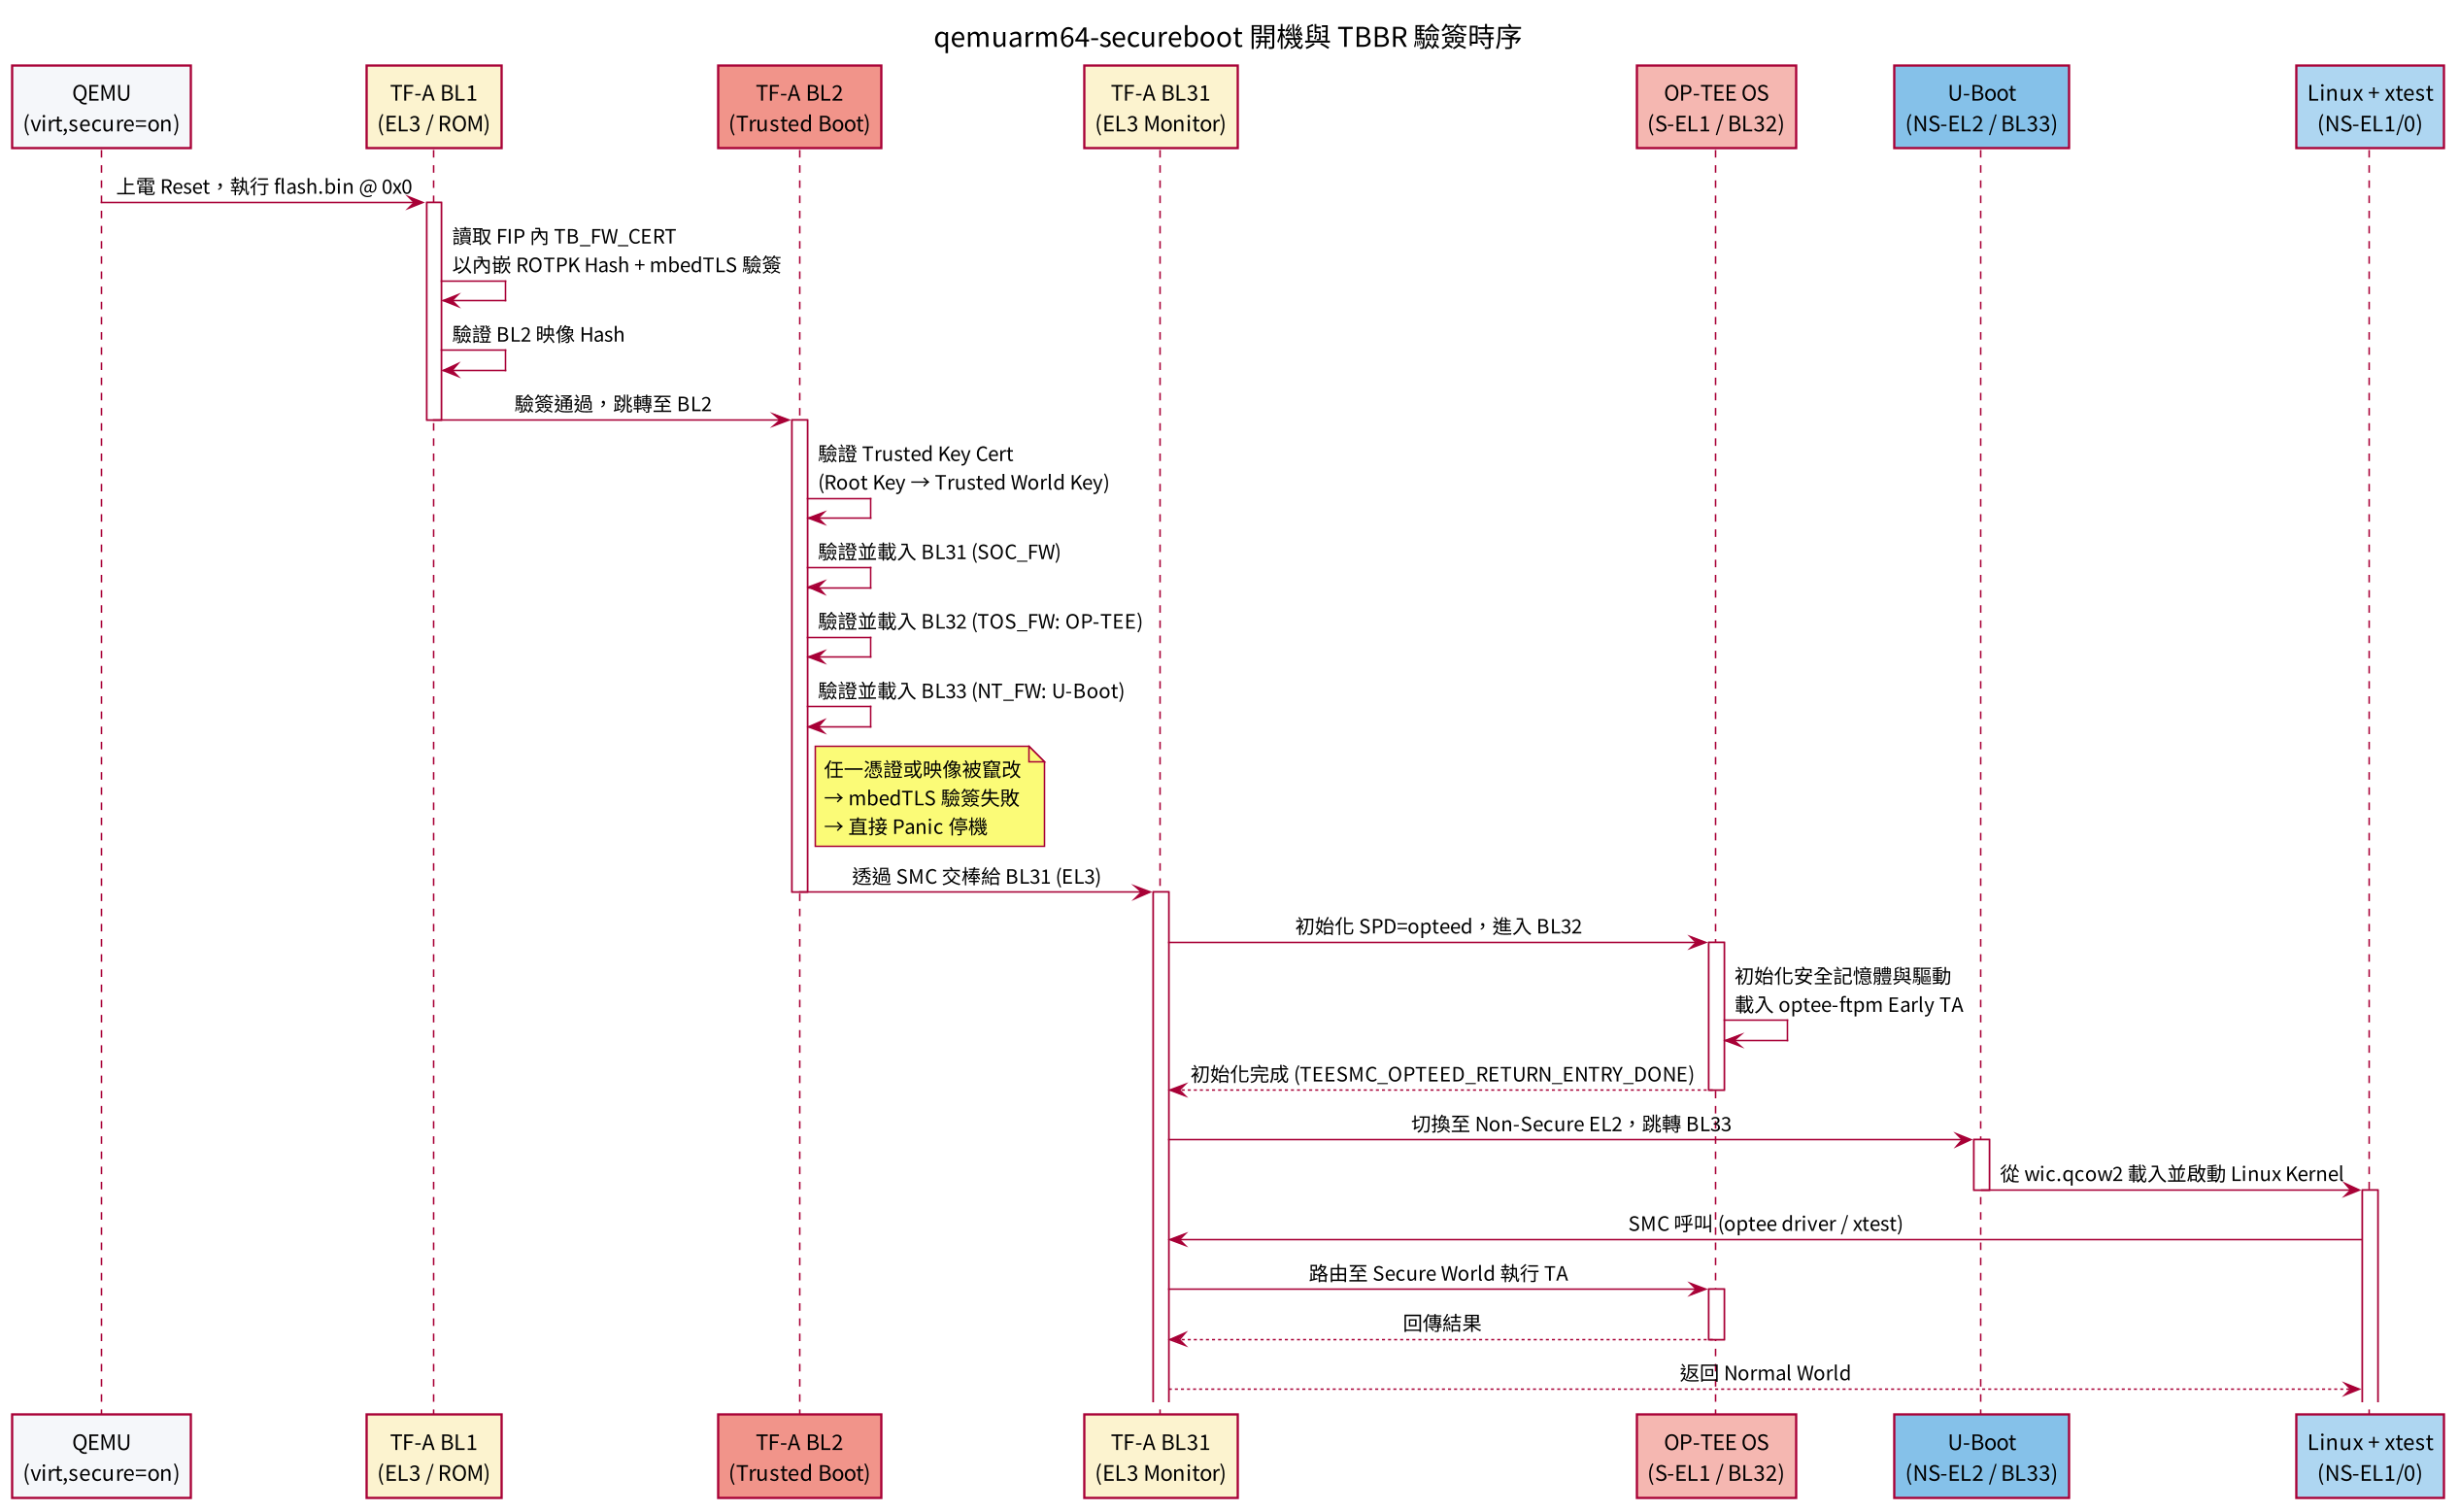 qemuarm64-secureboot 開機與 TBBR 驗簽時序
QEMU
(virt,secure=on)
TF-A BL1
(EL3 / ROM)
TF-A BL2
(Trusted Boot)
TF-A BL31
(EL3 Monitor)
OP-TEE OS
(S-EL1 / BL32)
U-Boot
(NS-EL2 / BL33)
Linux + xtest
(NS-EL1/0)
上電 Reset，執行 flash.bin @ 0x0
讀取 FIP 內 TB_FW_CERT
以內嵌 ROTPK Hash + mbedTLS 驗簽
驗證 BL2 映像 Hash
驗簽通過，跳轉至 BL2
驗證 Trusted Key Cert
(Root Key → Trusted World Key)
驗證並載入 BL31 (SOC_FW)
驗證並載入 BL32 (TOS_FW: OP-TEE)
驗證並載入 BL33 (NT_FW: U-Boot)
任一憑證或映像被竄改
→ mbedTLS 驗簽失敗
→ 直接 Panic 停機
透過 SMC 交棒給 BL31 (EL3)
初始化 SPD=opteed，進入 BL32
初始化安全記憶體與驅動
載入 optee-ftpm Early TA
初始化完成 (TEESMC_OPTEED_RETURN_ENTRY_DONE)
切換至 Non-Secure EL2，跳轉 BL33
從 wic.qcow2 載入並啟動 Linux Kernel
SMC 呼叫 (optee driver / xtest)
路由至 Secure World 執行 TA
回傳結果
返回 Normal World
QEMU
(virt,secure=on)
TF-A BL1
(EL3 / ROM)
TF-A BL2
(Trusted Boot)
TF-A BL31
(EL3 Monitor)
OP-TEE OS
(S-EL1 / BL32)
U-Boot
(NS-EL2 / BL33)
Linux + xtest
(NS-EL1/0)